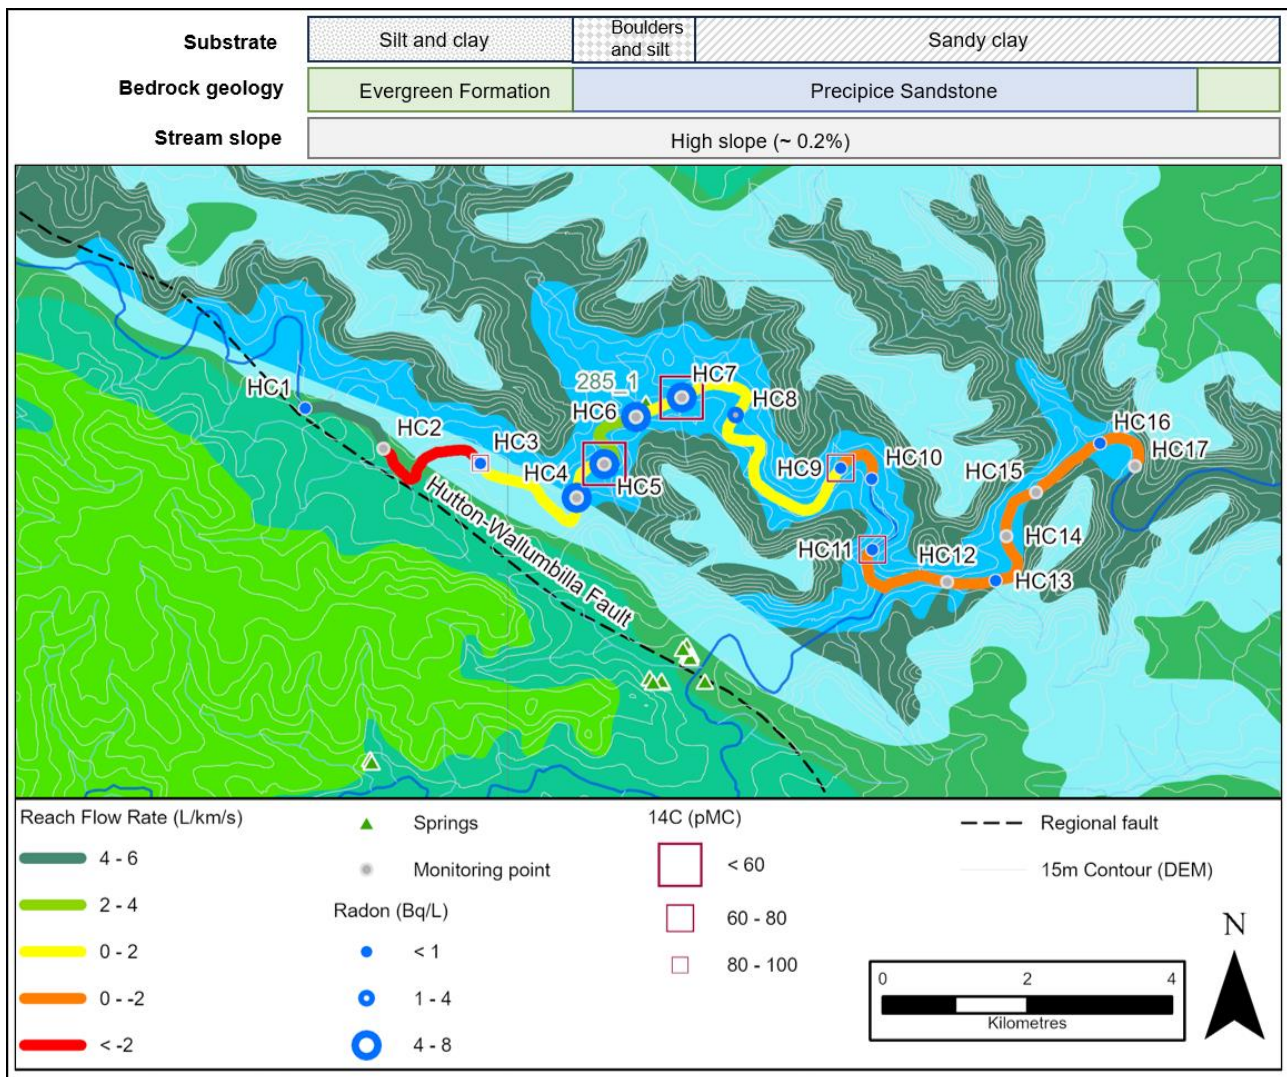 Substrate
Silt and clay
Boulders
and silt
Sandy clay
Bedrock geology
Evergreen Formation
Precipice Sandstone
Stream slope
High slope (~ 0.2%)
285_1
HC7
HC1
HC6
HC8
HC16
HC2
HC3
HC17
HC4
HC9
HC10
HC15
HC5
Hutton-Wallumbilla Fault
HC14
HC11
HC12
HC13
Reach Flow Rate (L/km/s)
4 - 6
2 - 4
0 - 2
0 - -2
< -2
Springs
Monitoring point
Radon (Bq/L)
< 1
1 - 4
4 - 8
14C (pMC)
< 60
60 - 80
80 - 100
Regional fault
15m Contour (DEM)
N
0 2 4
Kilometres